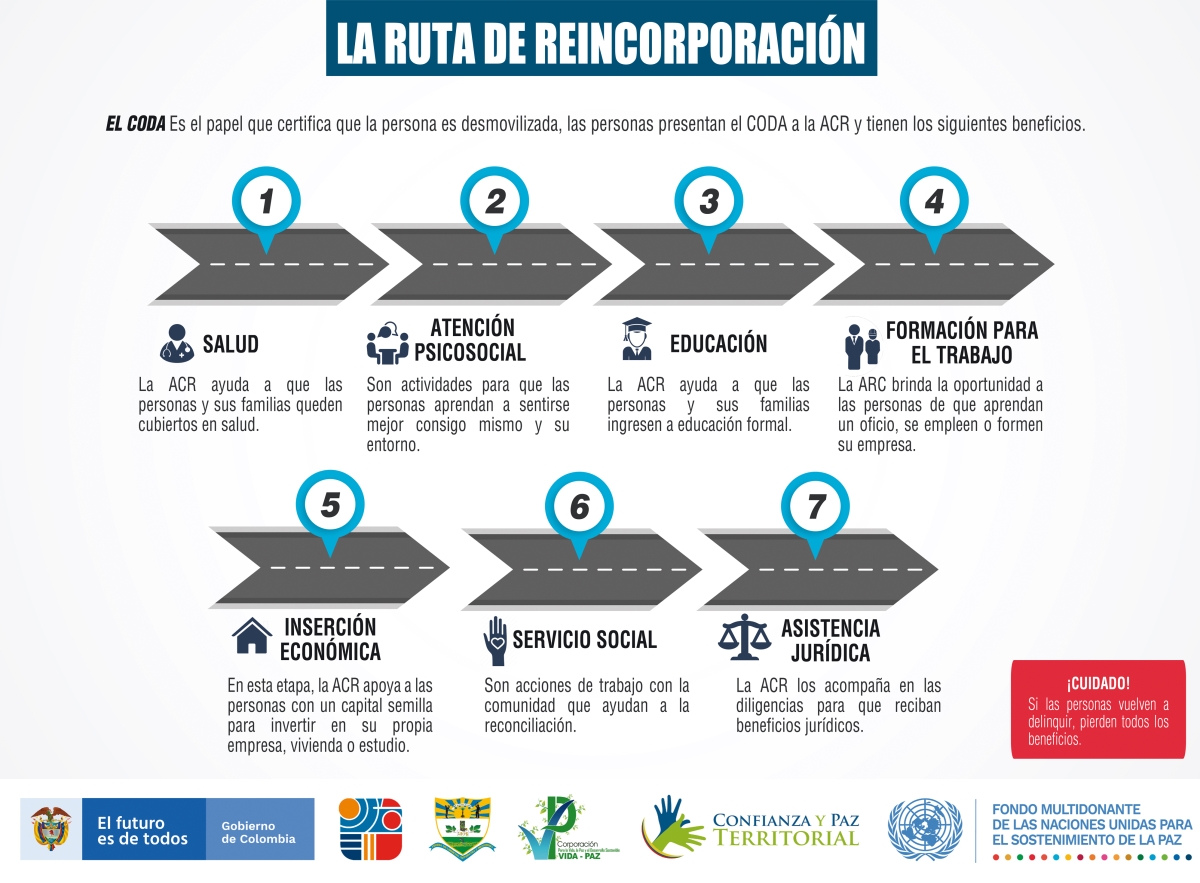 LA RUTA DE REINCORPORACIÓN
EL CODA Es el papel que certifica que la persona es desmovilizada, las personas presentan el CODA a la ACR y tienen los siguientes beneficios.
1
2
3
4
SALUD
La ACR ayuda a que las
personas y sus familias queden
cubiertos en salud.
ATENCIÓN
PSICOSOCIAL
Son actividades para que las
personas aprendan a sentirse
mejor consigo mismo y su
entorno.
EDUCACIÓN
La ACR ayuda a que las
personas y sus familias
ingresen a educación formal.
FORMACIÓN PARA
EL TRABAJO
La ARC brinda la oportunidad a
las personas de que aprendan
un oficio, se empleen o formen
su empresa.
5
6
7
INSERCIÓN
ECONÓMICA
En esta etapa, la ACR apoya a las
personas con un capital semilla
para invertir en su propia
empresa, vivienda o estudio.
SERVICIO SOCIAL
Son acciones de trabajo con la
comunidad que ayudan a la
reconciliación.
ASISTENCIA
JURÍDICA
La ACR los acompaña en las
diligencias para que reciban
beneficios jurídicos.
¡CUIDADO!
Si las personas vuelven a
delinquir, pierden todos los
beneficios.
El futuro
es de todos
Gobierno
de Colombia
Corporación
Para la Vida, la Paz y el Desarrollo Sostenible
VIDA - PAZ
CONFIANZA Y PAZ
TERRITORIAL
FONDO MULTIDONANTE
DE LAS NACIONES UNIDAS PARA
EL SOSTENIMIENTO DE LA PAZ